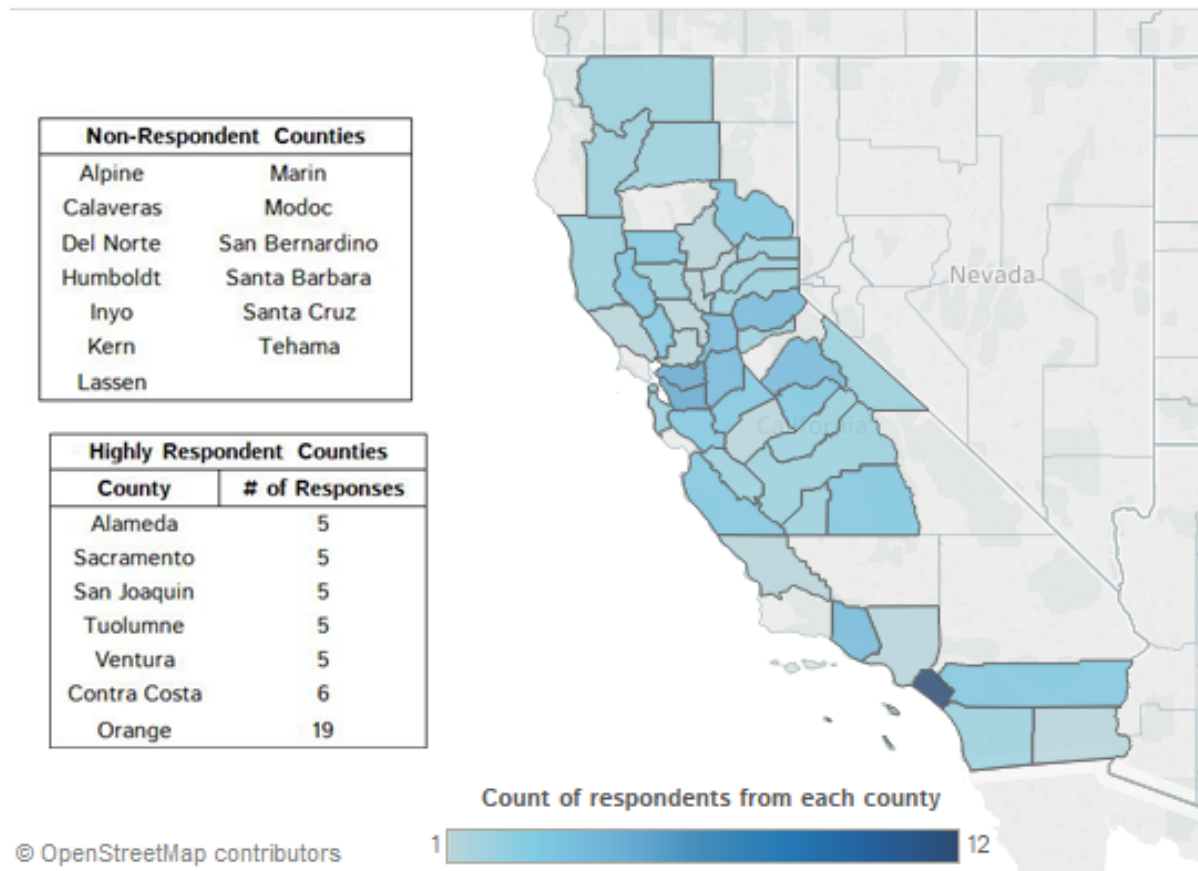 Non-Respondent Counties
Alpine Marin
Calaveras Modoc
Del Norte San Bernardino
Humboldt Santa Barbara
Inyo Santa Cruz
Kern Tehama
Lassen
Highly Respondent Counties
County # of Responses
Alameda 5
Sacramento 5
San Joaquin 5
Tuolumne 5
Ventura 5
Contra Costa 6
Orange 19
Nevada
California
Count of respondents from each county
1 12
© OpenStreetMap contributors